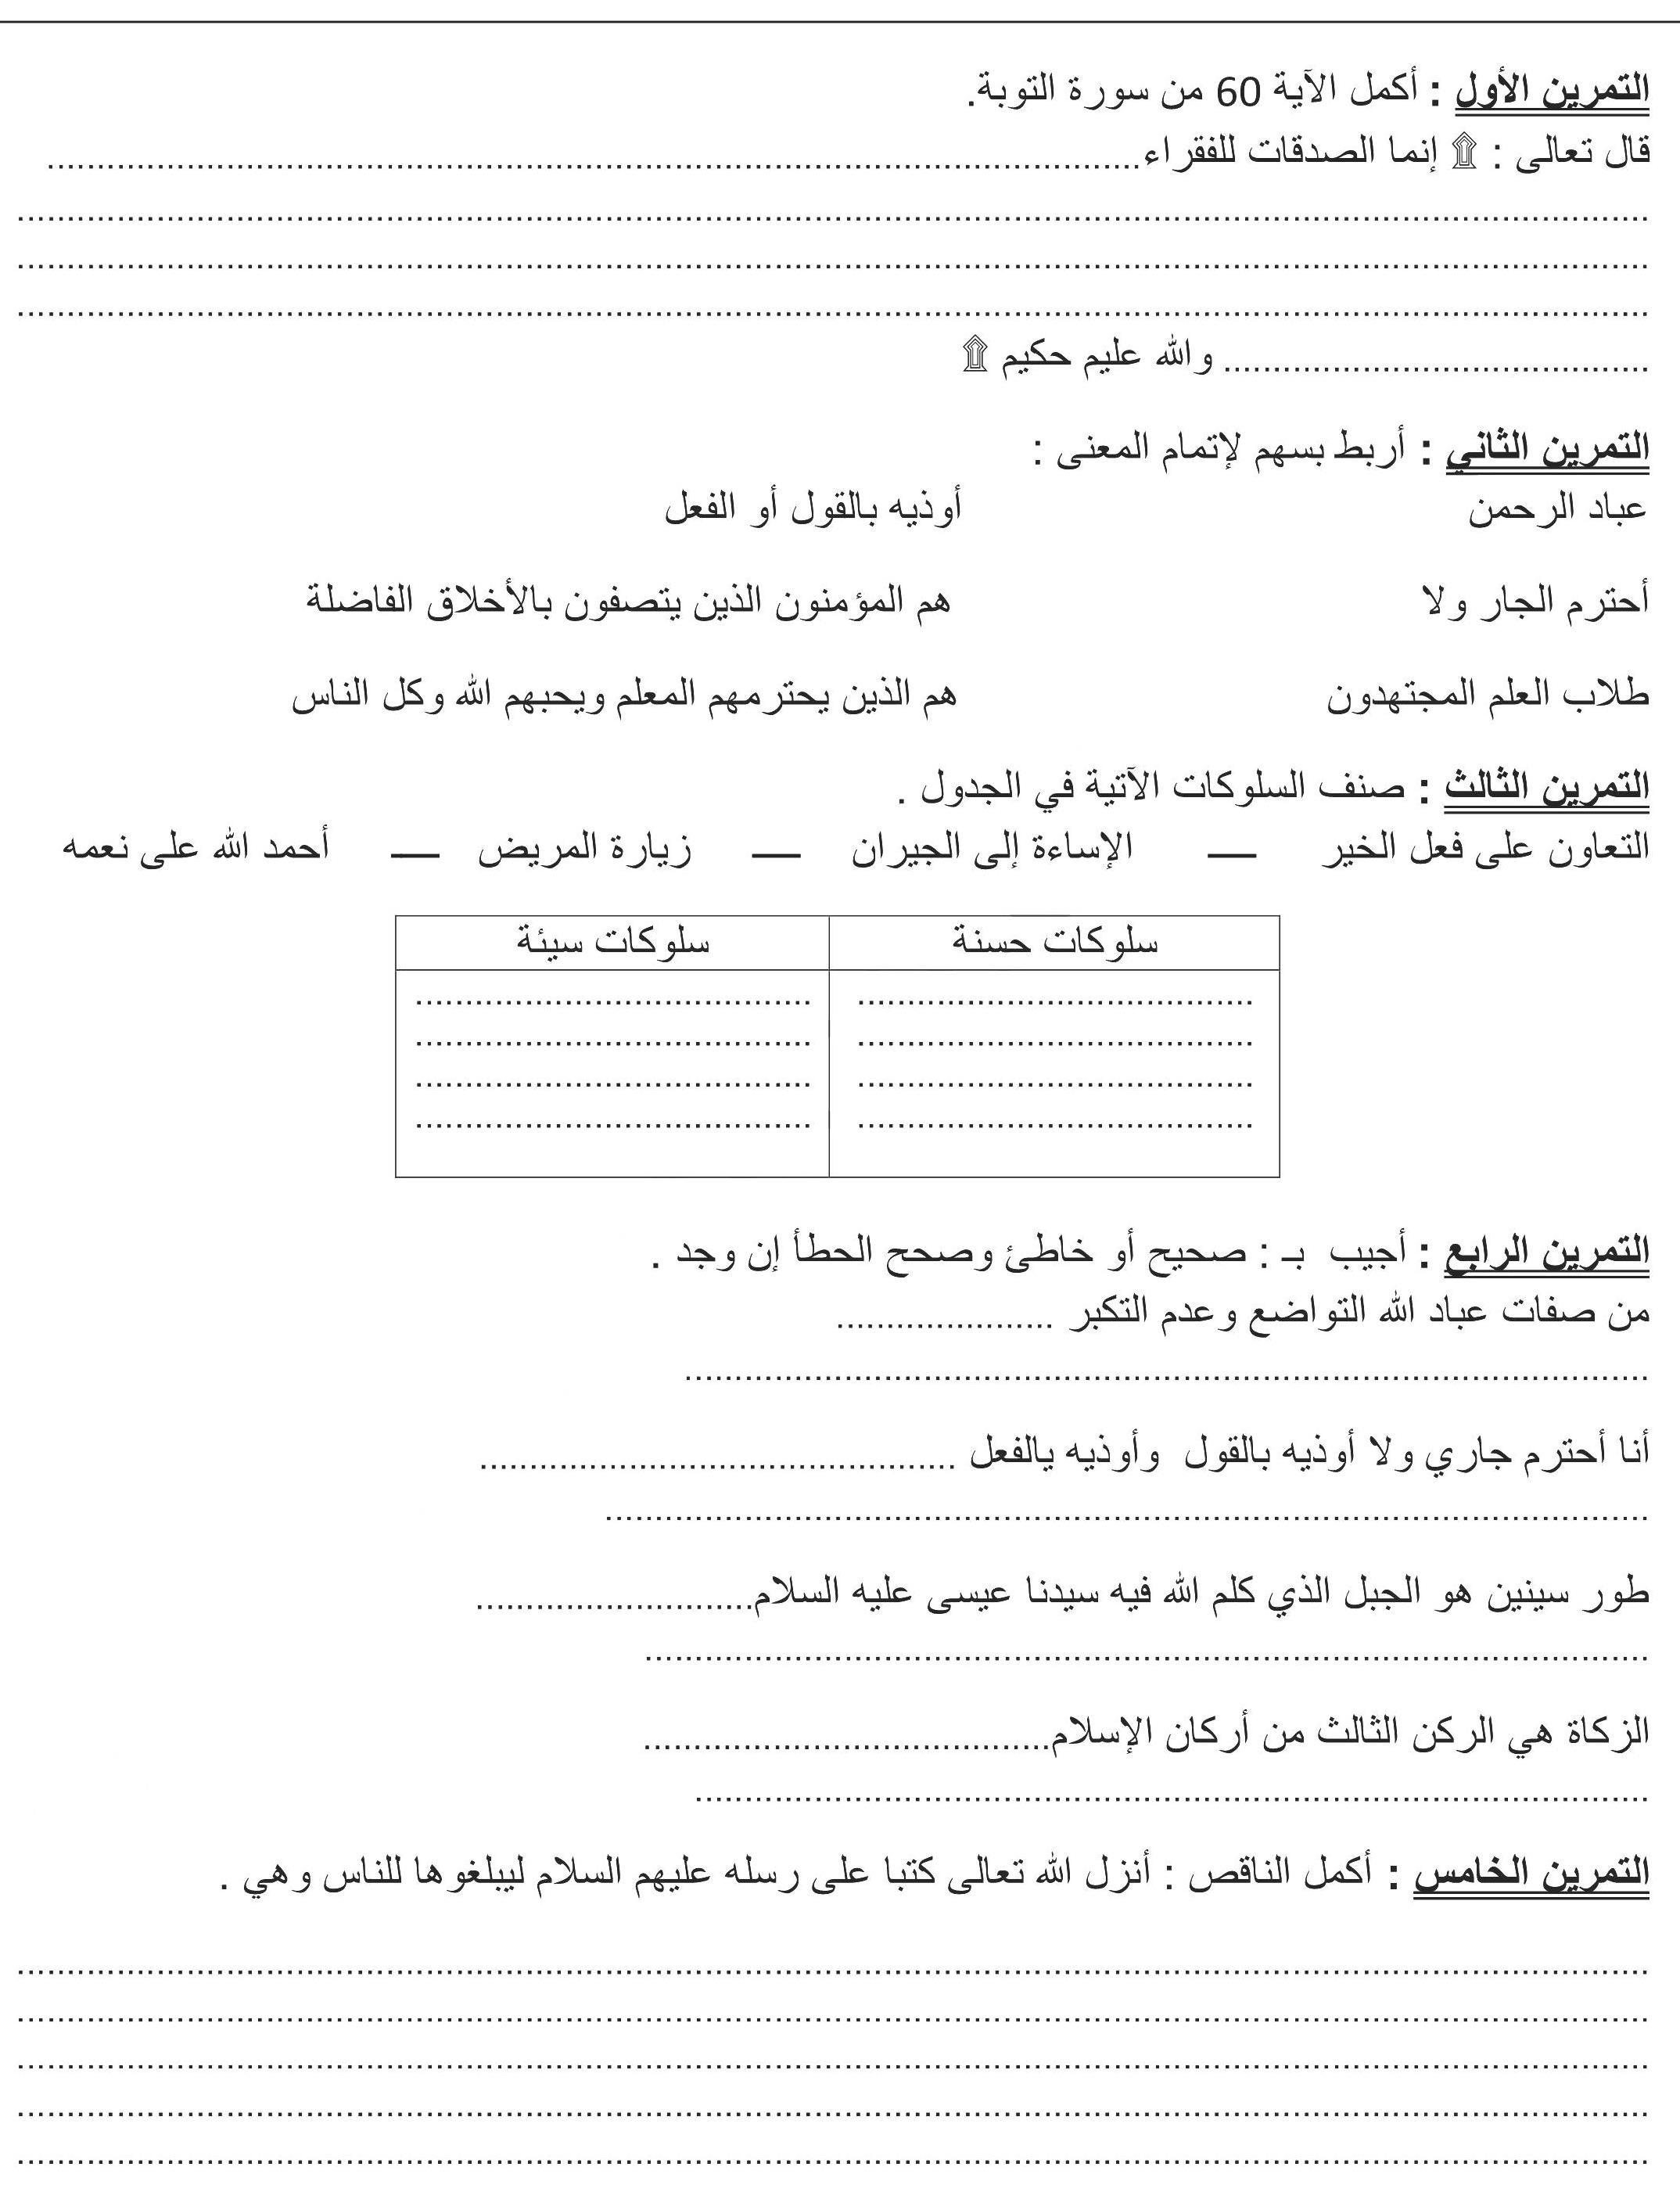 التمرين الأول : أكمل الآية 60 من سورة التوبة.
قال تعالى : ۩ إنما الصدقات للفقراء..............................................................................................................
....................................................................................................................................................................
....................................................................................................................................................................
....................................................................................................................................................................
........................................... والله عليم حكيم ۩
التمرين الثاني : أربط بسهم لإتمام المعنى :
عباد الرحمن أوذيه بالقول أو الفعل
أحترم الجار ولا هم المؤمنون الذين يتصفون بالأخلاق الفاضلة
طلاب العلم المجتهدون هم الذين يحترمهم المعلم ويحبهم الله وكل الناس
التمرين الثالث : صنف السلوكات الآتية في الجدول .
التعاون على فعل الخير — الإساءة إلى الجيران — زيارة المريض — أحمد الله على نعمه
سلوكات حسنة سلوكات سيئة
........................................ ........................................
........................................ ........................................
........................................ ........................................
........................................ ........................................
التمرين الرابع : أجيب بـ : صحيح أو خاطئ وصحح الحطأ إن وجد .
من صفات عباد الله التواضع وعدم التكبر ......................
.................................................................................................
أنا أحترم جاري ولا أوذيه بالقول وأوذيه يالفعل ................................................
.........................................................................................................
طور سينين هو الجبل الذي كلم الله فيه سيدنا عيسى عليه السلام............................
.....................................................................................................
الزكاة هي الركن الثالث من أركان الإسلام.........................................
................................................................................................
التمرين الخامس : أكمل الناقص : أنزل الله تعالى كتبا على رسله عليهم السلام ليبلغوها للناس وهي .
....................................................................................................................................................................
....................................................................................................................................................................
....................................................................................................................................................................
....................................................................................................................................................................
....................................................................................................................................................................